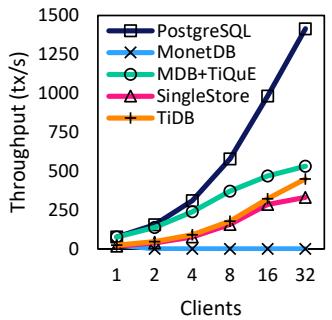 Throughput (tx/s)
1500
1250
1000
750
500
250
0
PostgreSQL
MonetDB
MDB+TiQuE
SingleStore
TiDB
1 2 4 8 16 32
Clients